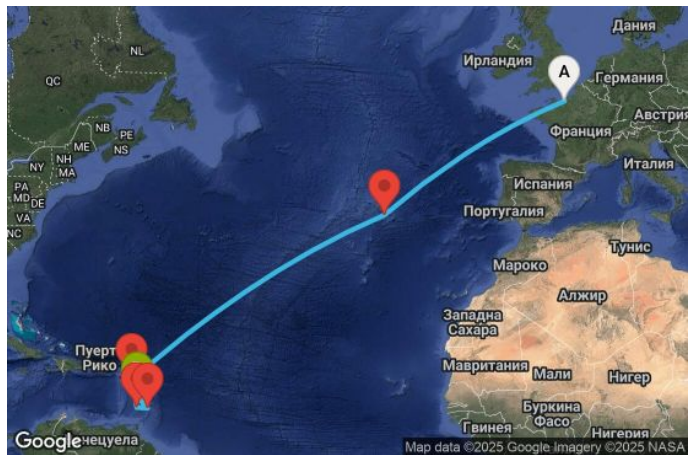 Дания
NL
Ирландия
A
Германия
QC
Австрия
Франция
NB
PE
ME
NS
NY
NH
MA
Италия
PA
MD
DE
Испания
VA
Португалия
NC
Тунис
Мароко
Алжир
Западна
Сахара
Пуерт
Рико
Мавритания
Мали
Нигер
Буркина
Фасо
Гвинея
Нигерия
Google
Map data ©2025 Google Imagery ©2025 NASA